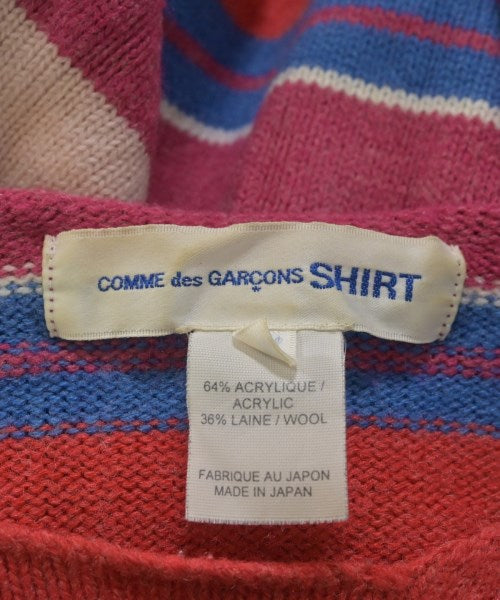 COMME des GARÇONS SHIRT
64% ACRYLIQUE /
ACRYLIC
36% LAINE / WOOL
FABRIQUE AU JAPON
MADE IN JAPAN